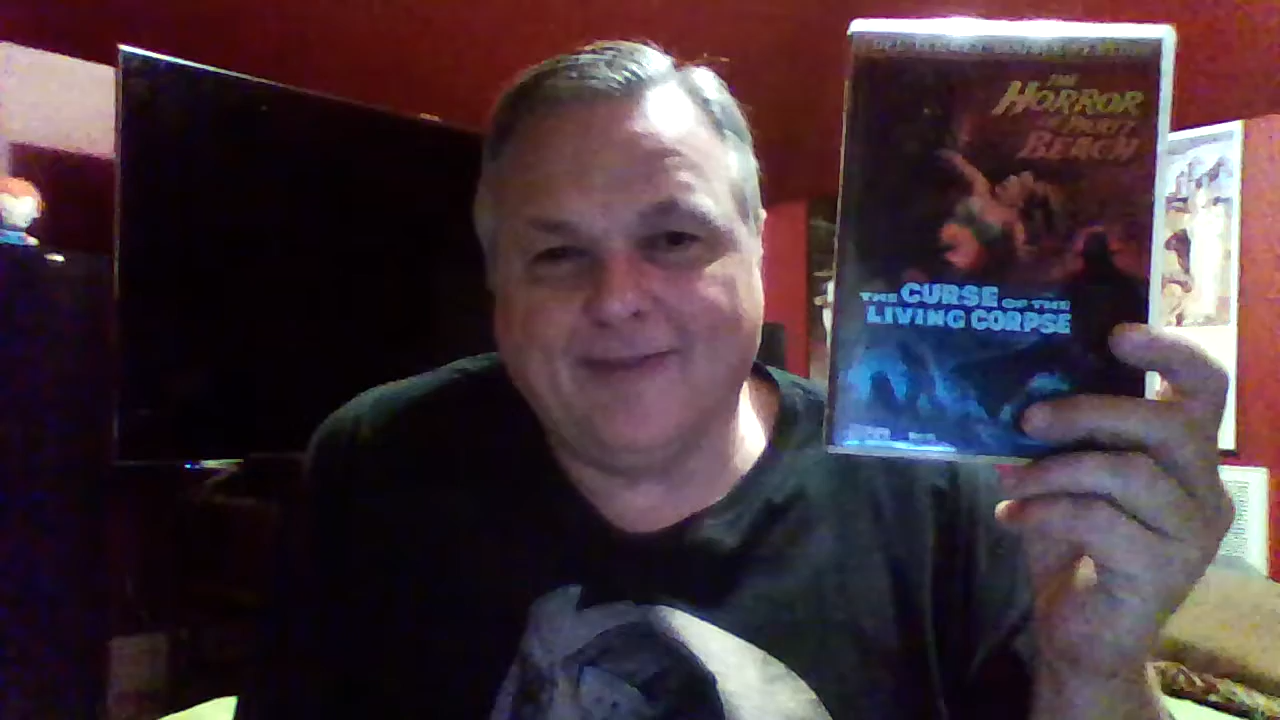 THE
HORROR
OF PARTY
BEACH
THE CURSE OF THE
LIVING CORPSE